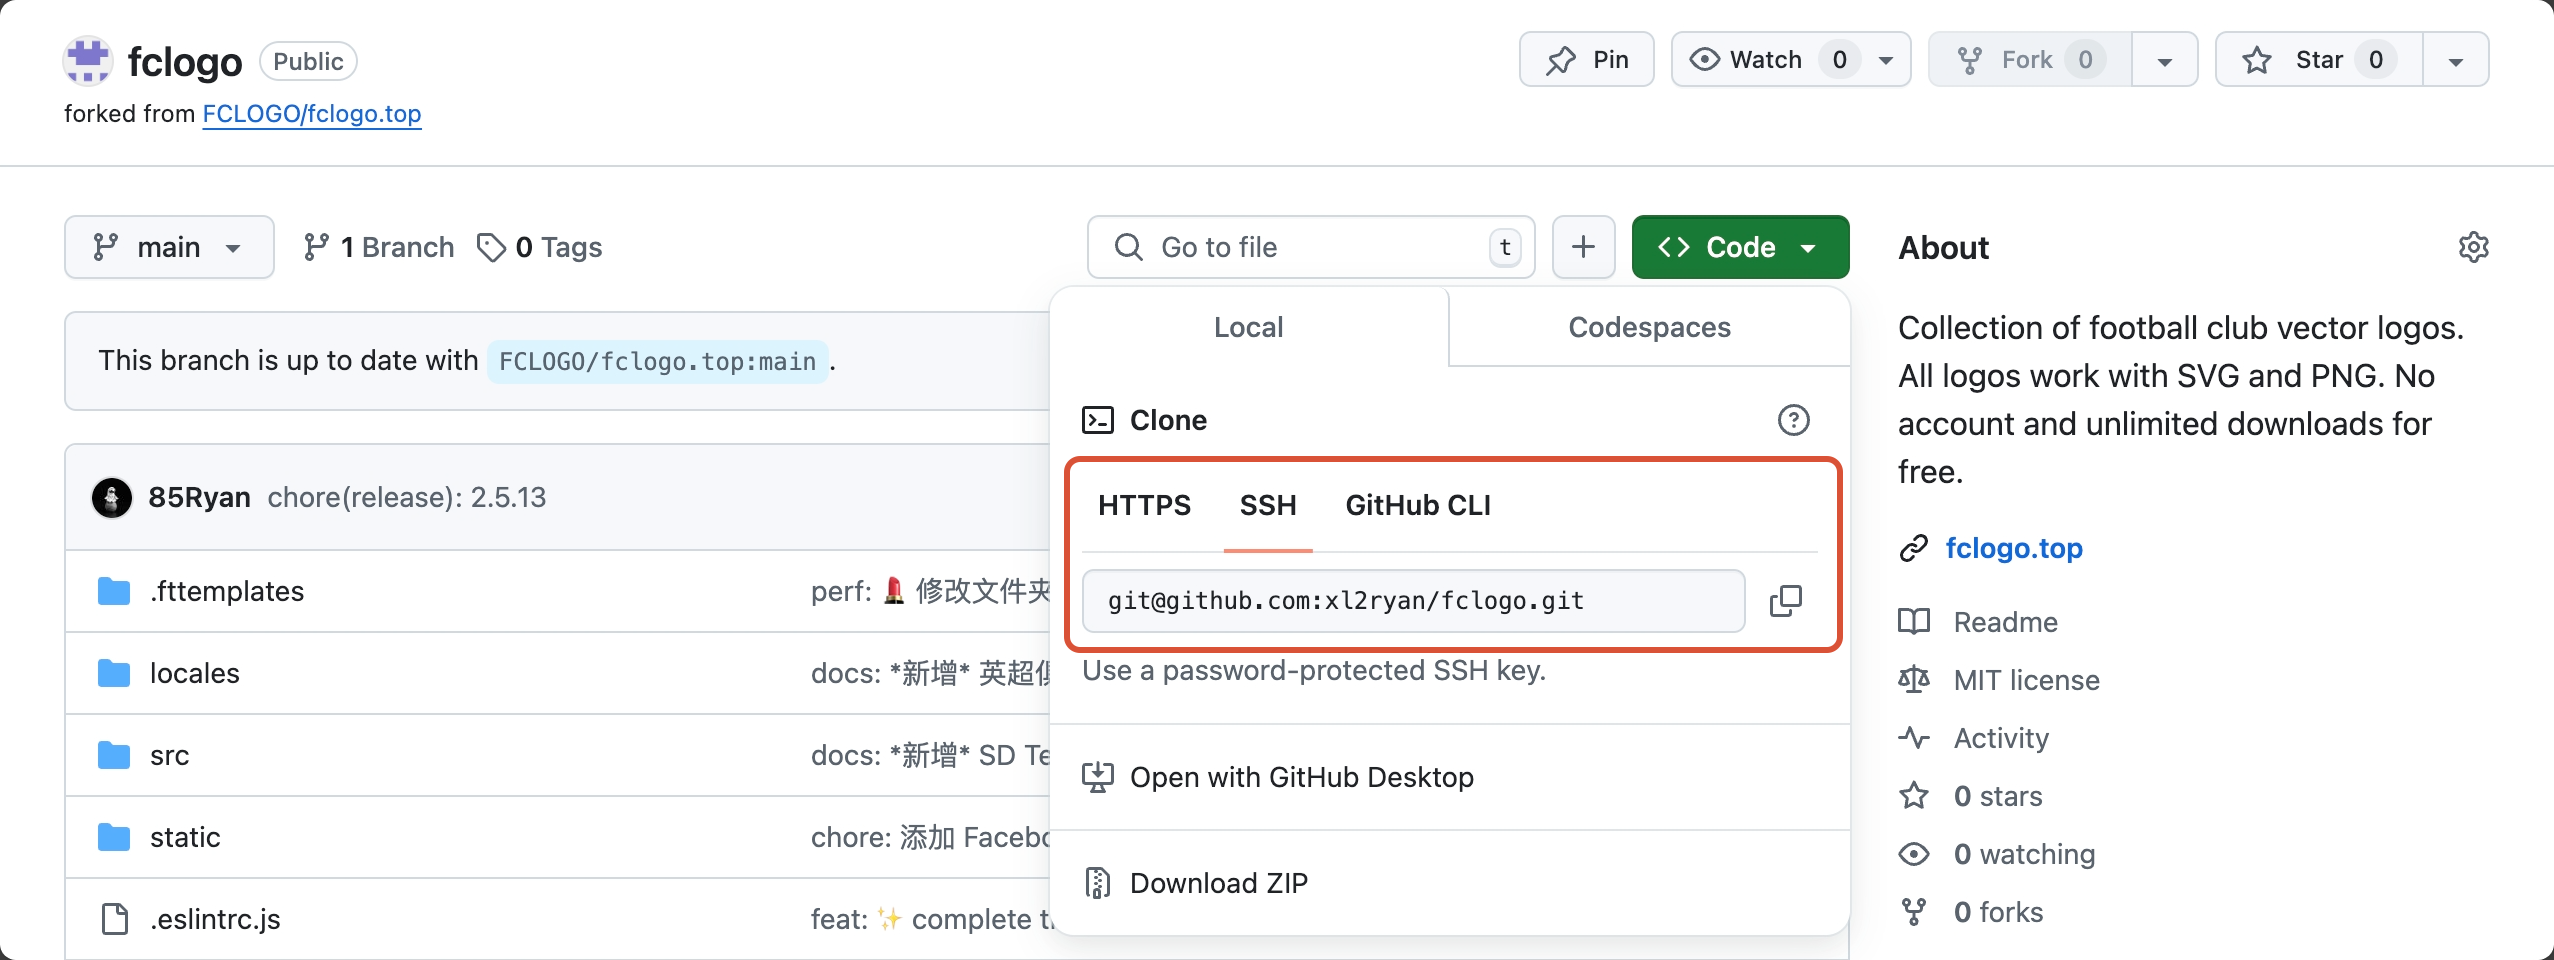 fclogo Public Pin Watch 0 Fork 0 Star 0
forked from FCLOGO/fclogo.top
main 1 Branch 0 Tags Go to file t + Code About
Local Codespaces
Collection of football club vector logos.
All logos work with SVG and PNG. No
account and unlimited downloads for
free.
This branch is up to date with FCLOGO/fclogo.top:main.
Clone
85Ryan chore(release): 2.5.13
HTTPS SSH GitHub CLI
fclogo.top
.fttemplates perf: 💄 修改文件夹
git@github.com:xl2ryan/fclogo.git
Readme
locales docs: *新增* 英超
Use a password-protected SSH key.
MIT license
Activity
src docs: *新增* SD Te
Open with GitHub Desktop
0 stars
static chore: 添加 Facebo
0 watching
Download ZIP
.eslintrc.js feat: ✨ complete t
0 forks